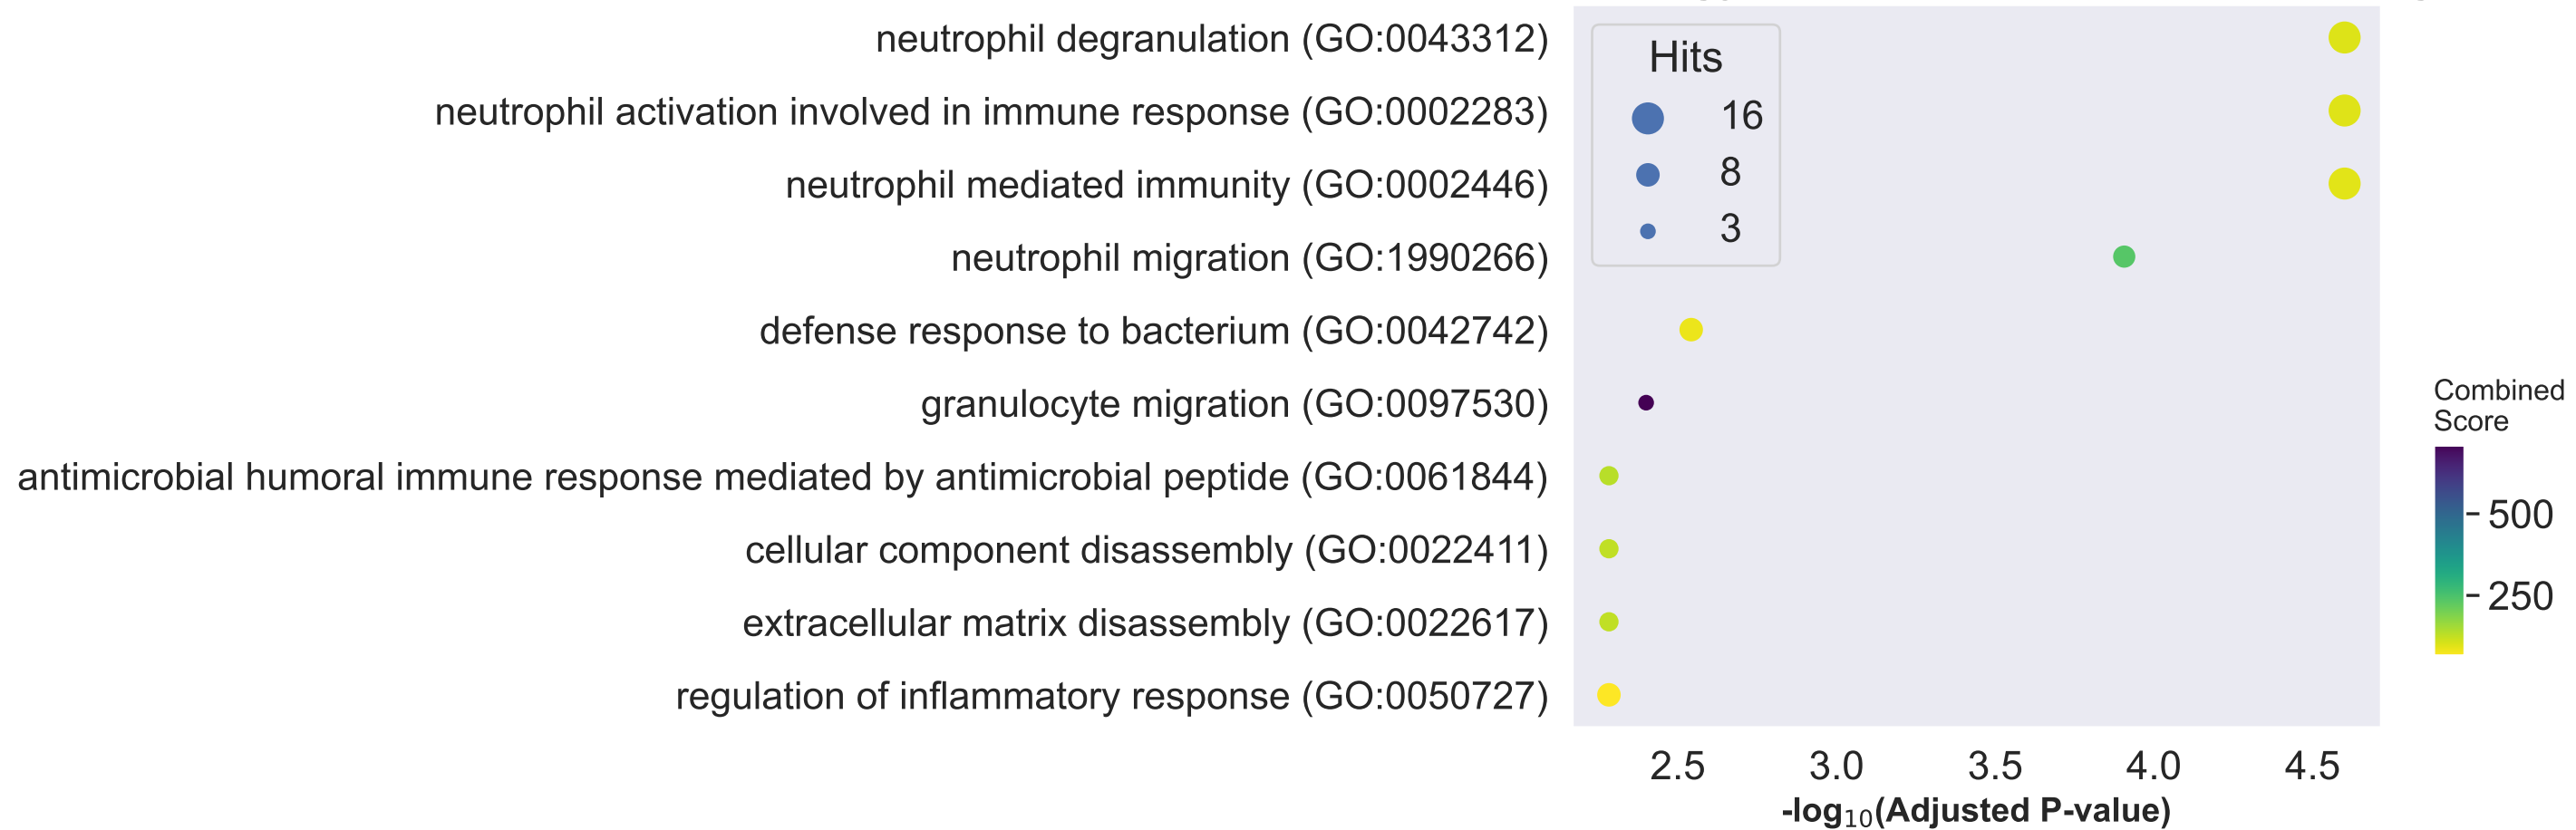 neutrophil degranulation (GO:0043312)
neutrophil activation involved in immune response (GO:0002283)
neutrophil mediated immunity (GO:0002446)
neutrophil migration (GO:1990266)
defense response to bacterium (GO:0042742)
granulocyte migration (GO:0097530)
antimicrobial humoral immune response mediated by antimicrobial peptide (GO:0061844)
cellular component disassembly (GO:0022411)
extracellular matrix disassembly (GO:0022617)
regulation of inflammatory response (GO:0050727)
Hits
16
8
3
2.5 3.0 3.5 4.0 4.5
-log10(Adjusted P-value)
Combined
Score
500
250